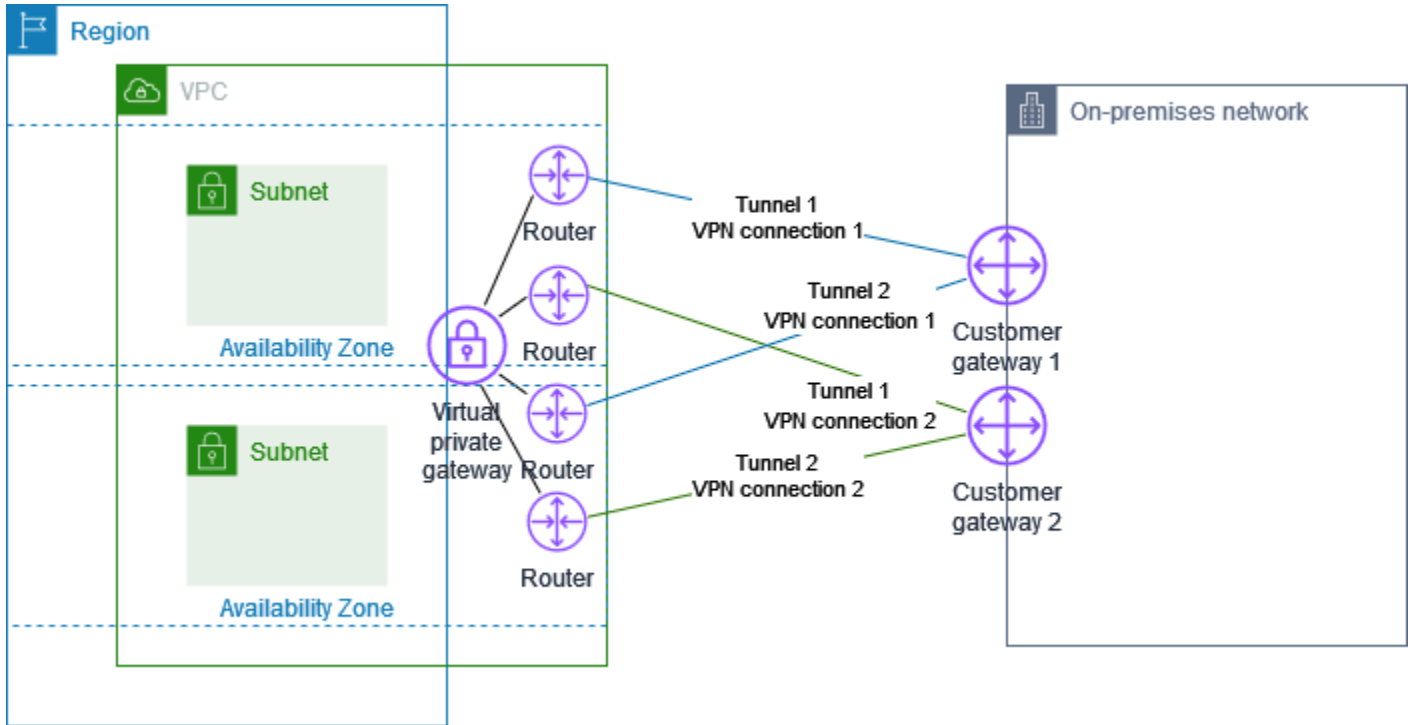 Region
VPC
On-premises network
Subnet
Router
Tunnel 1
VPN connection 1
Tunnel 2
VPN connection 1
Customer
gateway 1
Availability Zone
Router
Virtual
private
gateway
Tunnel 1
VPN connection 2
Subnet
Router
Tunnel 2
VPN connection 2
Customer
gateway 2
Router
Availability Zone